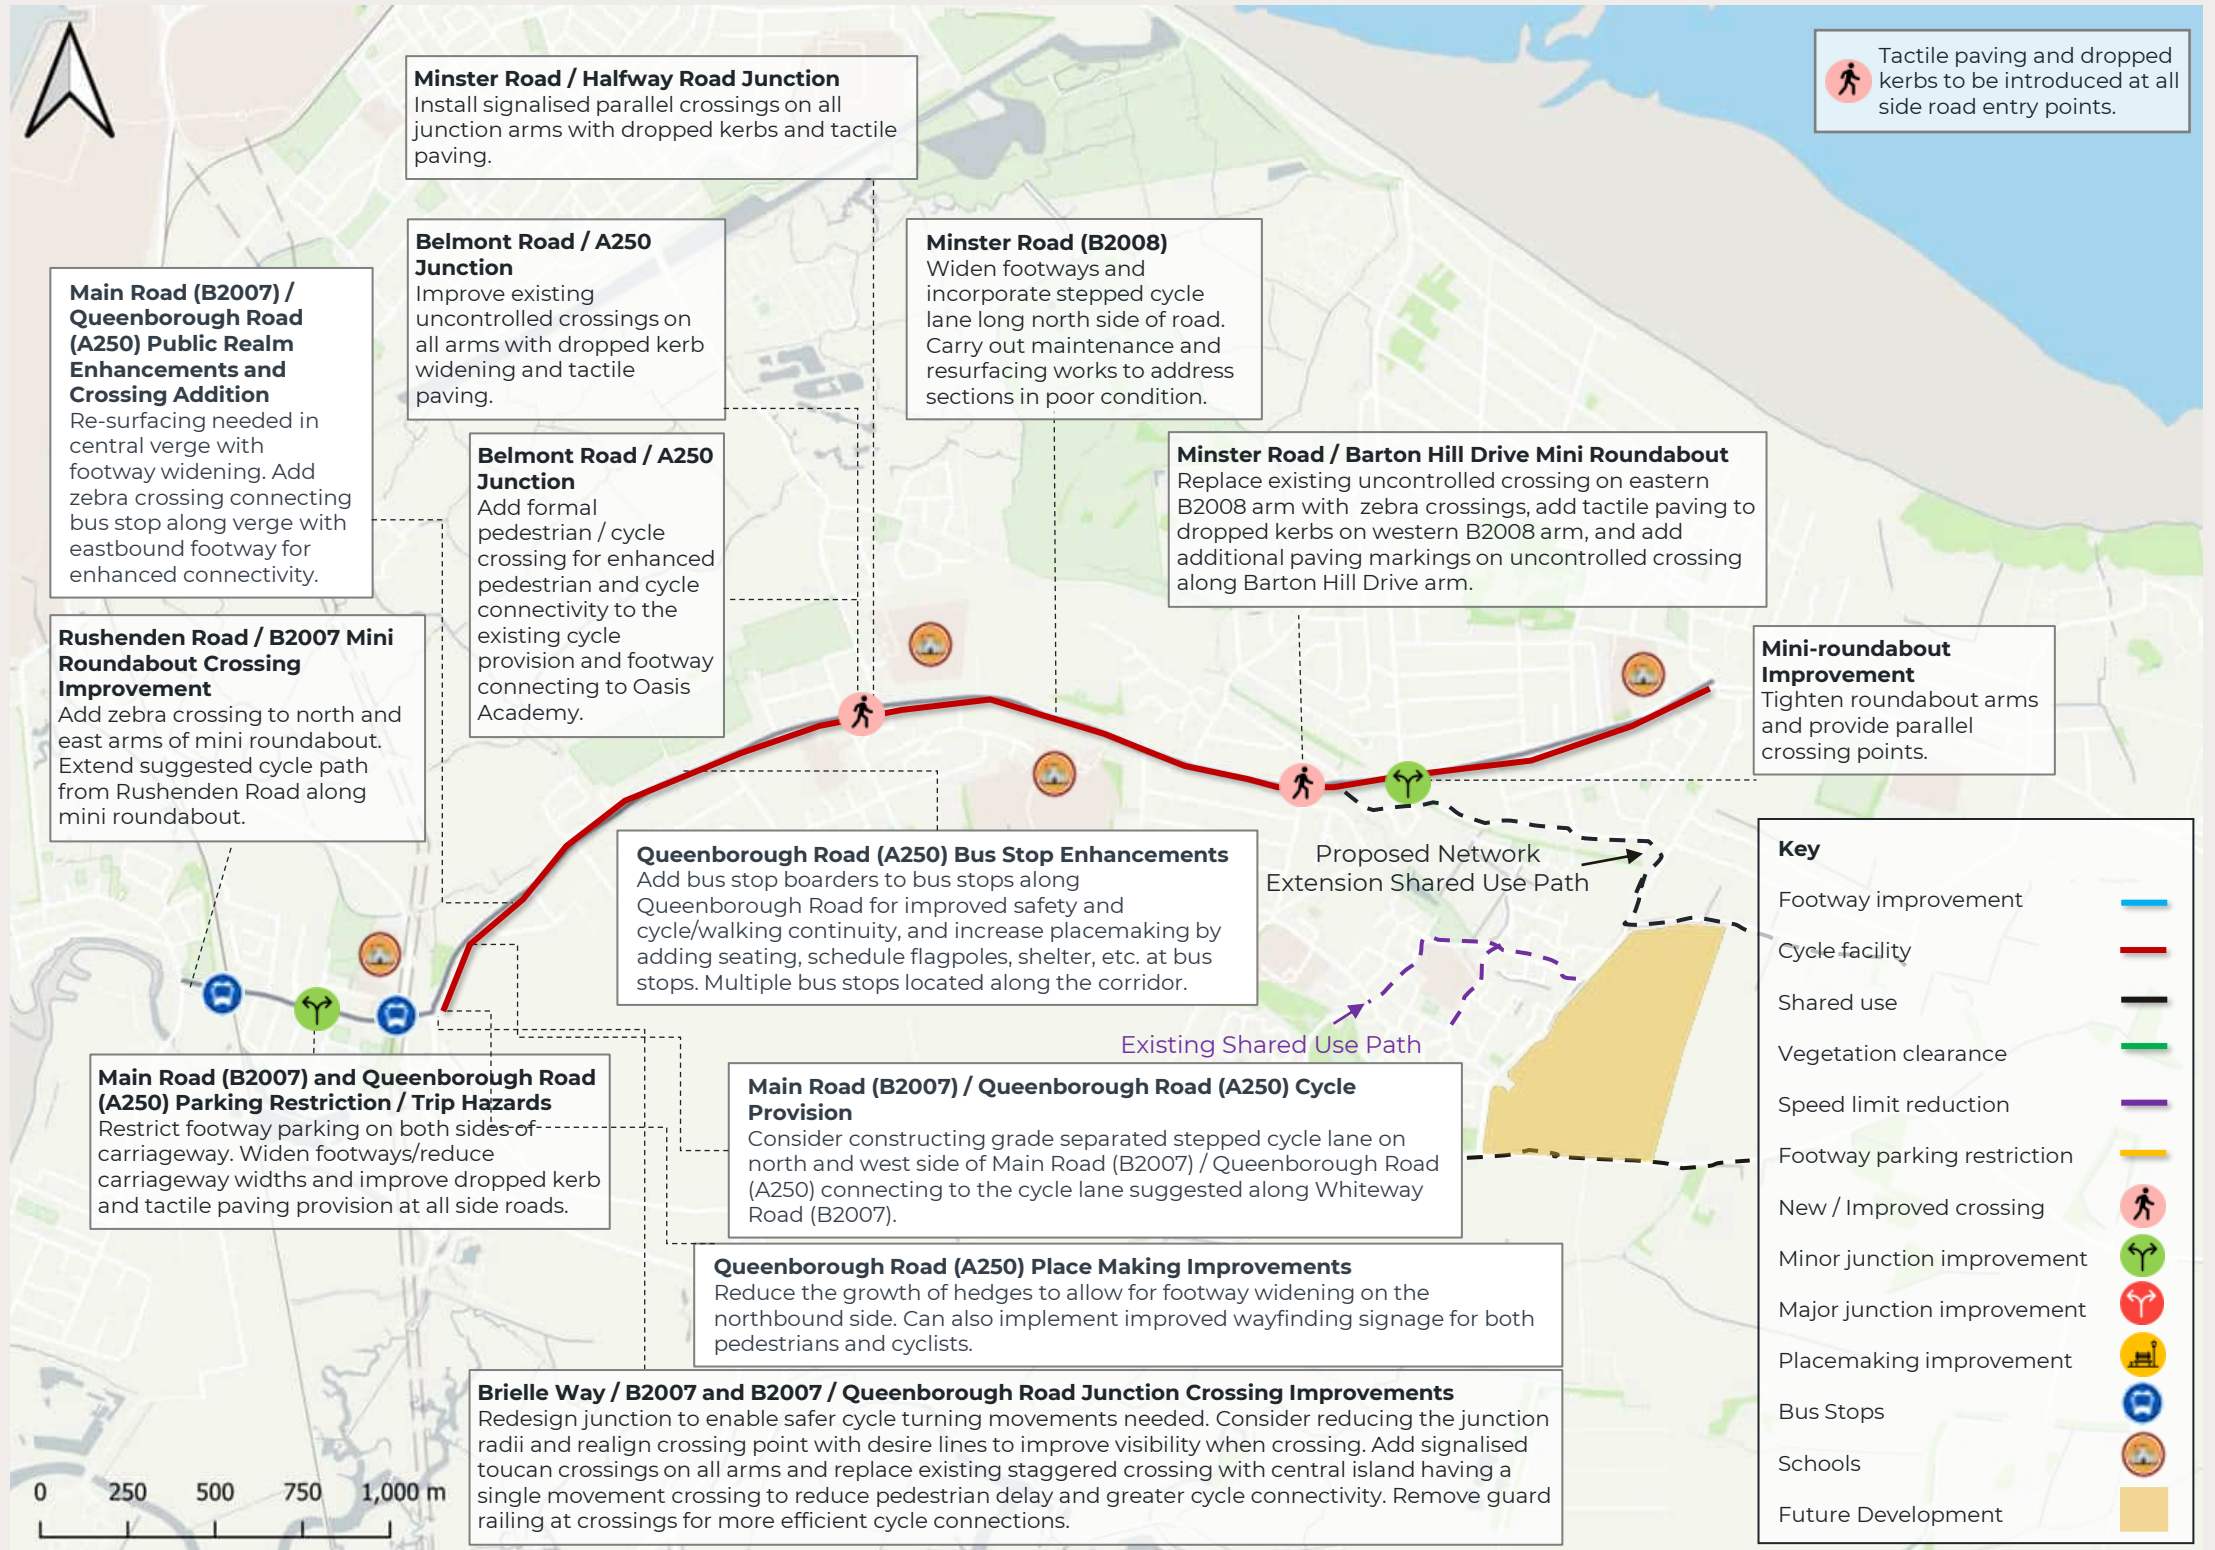 Tactile paving and dropped
kerbs to be introduced at all
side road entry points.
Minster Road / Halfway Road Junction
Install signalised parallel crossings on all
junction arms with dropped kerbs and tactile
paving.
Belmont Road / A250
Junction
Improve existing
uncontrolled crossings on
all arms with dropped kerb
widening and tactile
paving.
Minster Road (B2008)
Widen footways and
incorporate stepped cycle
lane long north side of road.
Carry out maintenance and
resurfacing works to address
sections in poor condition.
Main Road (B2007) /
Queenborough Road
(A250) Public Realm
Enhancements and
Crossing Addition
Re-surfacing needed in
central verge with
footway widening. Add
zebra crossing connecting
bus stop along verge with
eastbound footway for
enhanced connectivity.
Belmont Road / A250
Junction
Add formal
pedestrian / cycle
crossing for enhanced
pedestrian and cycle
connectivity to the
existing cycle
provision and footway
connecting to Oasis
Academy.
Minster Road / Barton Hill Drive Mini Roundabout
Replace existing uncontrolled crossing on eastern
B2008 arm with zebra crossings, add tactile paving to
dropped kerbs on western B2008 arm, and add
additional paving markings on uncontrolled crossing
along Barton Hill Drive arm.
Rushenden Road / B2007 Mini
Roundabout Crossing
Improvement
Add zebra crossing to north and
east arms of mini roundabout.
Extend suggested cycle path
from Rushenden Road along
mini roundabout.
Mini-roundabout
Improvement
Tighten roundabout arms
and provide parallel
crossing points.
Queenborough Road (A250) Bus Stop Enhancements
Add bus stop boarders to bus stops along
Queenborough Road for improved safety and
cycle/walking continuity, and increase placemaking by
adding seating, schedule flagpoles, shelter, etc. at bus
stops. Multiple bus stops located along the corridor.
Proposed Network
Extension Shared Use Path
Existing Shared Use Path
Main Road (B2007) and Queenborough Road
(A250) Parking Restriction / Trip Hazards
Restrict footway parking on both sides of
carriageway. Widen footways/reduce
carriageway widths and improve dropped kerb
and tactile paving provision at all side roads.
Main Road (B2007) / Queenborough Road (A250) Cycle
Provision
Consider constructing grade separated stepped cycle lane on
north and west side of Main Road (B2007) / Queenborough Road
(A250) connecting to the cycle lane suggested along Whiteway
Road (B2007).
Queenborough Road (A250) Place Making Improvements
Reduce the growth of hedges to allow for footway widening on the
northbound side. Can also implement improved wayfinding signage for both
pedestrians and cyclists.
Brielle Way / B2007 and B2007 / Queenborough Road Junction Crossing Improvements
Redesign junction to enable safer cycle turning movements needed. Consider reducing the junction
radii and realign crossing point with desire lines to improve visibility when crossing. Add signalised
toucan crossings on all arms and replace existing staggered crossing with central island having a
single movement crossing to reduce pedestrian delay and greater cycle connectivity. Remove guard
railing at crossings for more efficient cycle connections.
0 250 500 750 1,000 m
Key
Footway improvement
Cycle facility
Shared use
Vegetation clearance
Speed limit reduction
Footway parking restriction
New / Improved crossing
Minor junction improvement
Major junction improvement
Placemaking improvement
Bus Stops
Schools
Future Development